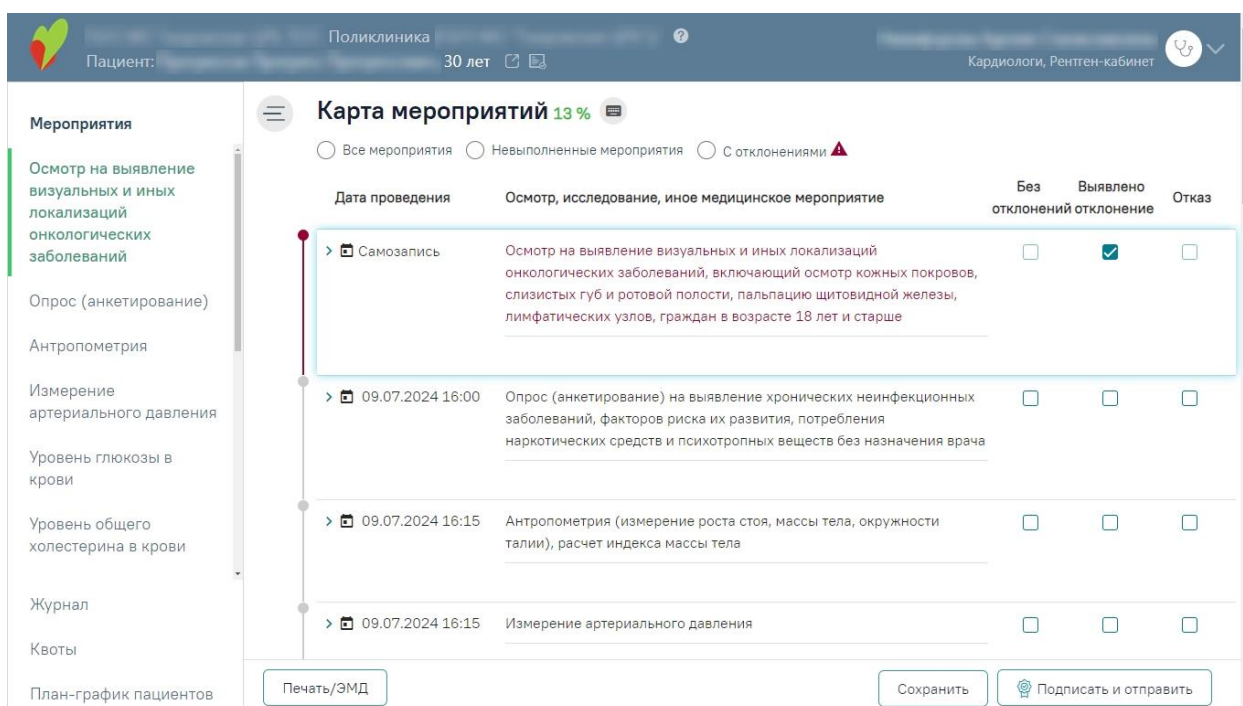 Поликлиника
Пациент: 30 лет
Кардиологи, Рентген-кабинет
Мероприятия
Осмотр на выявление
визуальных и иных
локализаций
онкологических
заболеваний
Опрос (анкетирование)
Антропометрия
Измерение
артериального давления
Уровень глюкозы в
крови
Уровень общего
холестерина в крови
Журнал
Квоты
План-график пациентов
Карта мероприятий 13 %
Все мероприятия Невыполненные мероприятия С отклонениями
Дата проведения Осмотр, исследование, иное медицинское мероприятие Без отклонений Выявлено отклонение Отказ
Самозапись Осмотр на выявление визуальных и иных локализаций
онкологических заболеваний, включающий осмотр кожных покровов,
слизистых губ и ротовой полости, пальпацию щитовидной железы,
лимфатических узлов, граждан в возрасте 18 лет и старше
09.07.2024 16:00 Опрос (анкетирование) на выявление хронических неинфекционных
заболеваний, факторов риска их развития, потребления
наркотических средств и психотропных веществ без назначения врача
09.07.2024 16:15 Антропометрия (измерение роста стоя, массы тела, окружности
талии), расчет индекса массы тела
09.07.2024 16:15 Измерение артериального давления
Печать/ЭМД Сохранить Подписать и отправить